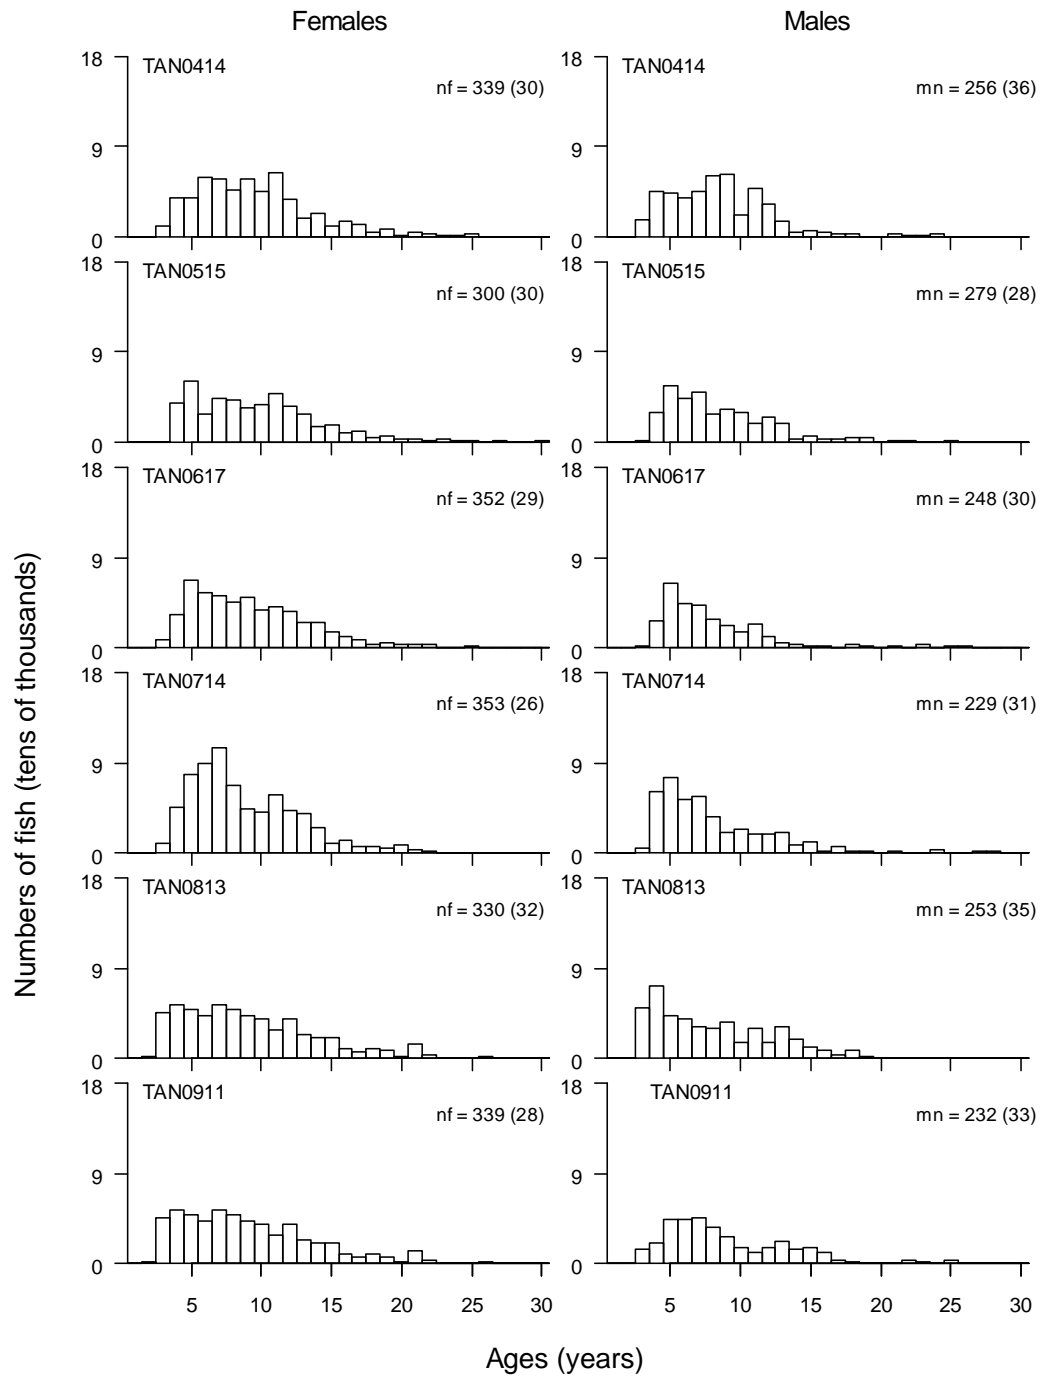 Females Males
18 TAN0414 18 TAN0414
nf = 339 (30) mn = 256 (36)
9 9
0 0
18 TAN0515 18 TAN0515
nf = 300 (30) mn = 279 (28)
9 9
0 0
18 TAN0617 18 TAN0617
nf = 352 (29) mn = 248 (30)
9 9
0 0
18 TAN0714 18 TAN0714
nf = 353 (26) mn = 229 (31)
9 9
0 0
18 TAN0813 18 TAN0813
nf = 330 (32) mn = 253 (35)
9 9
0 0
18 TAN0911 18 TAN0911
nf = 339 (28) mn = 232 (33)
9 9
0 0
5 10 15 20 25 30 5 10 15 20 25 30
Numbers of fish (tens of thousands)
Ages (years)